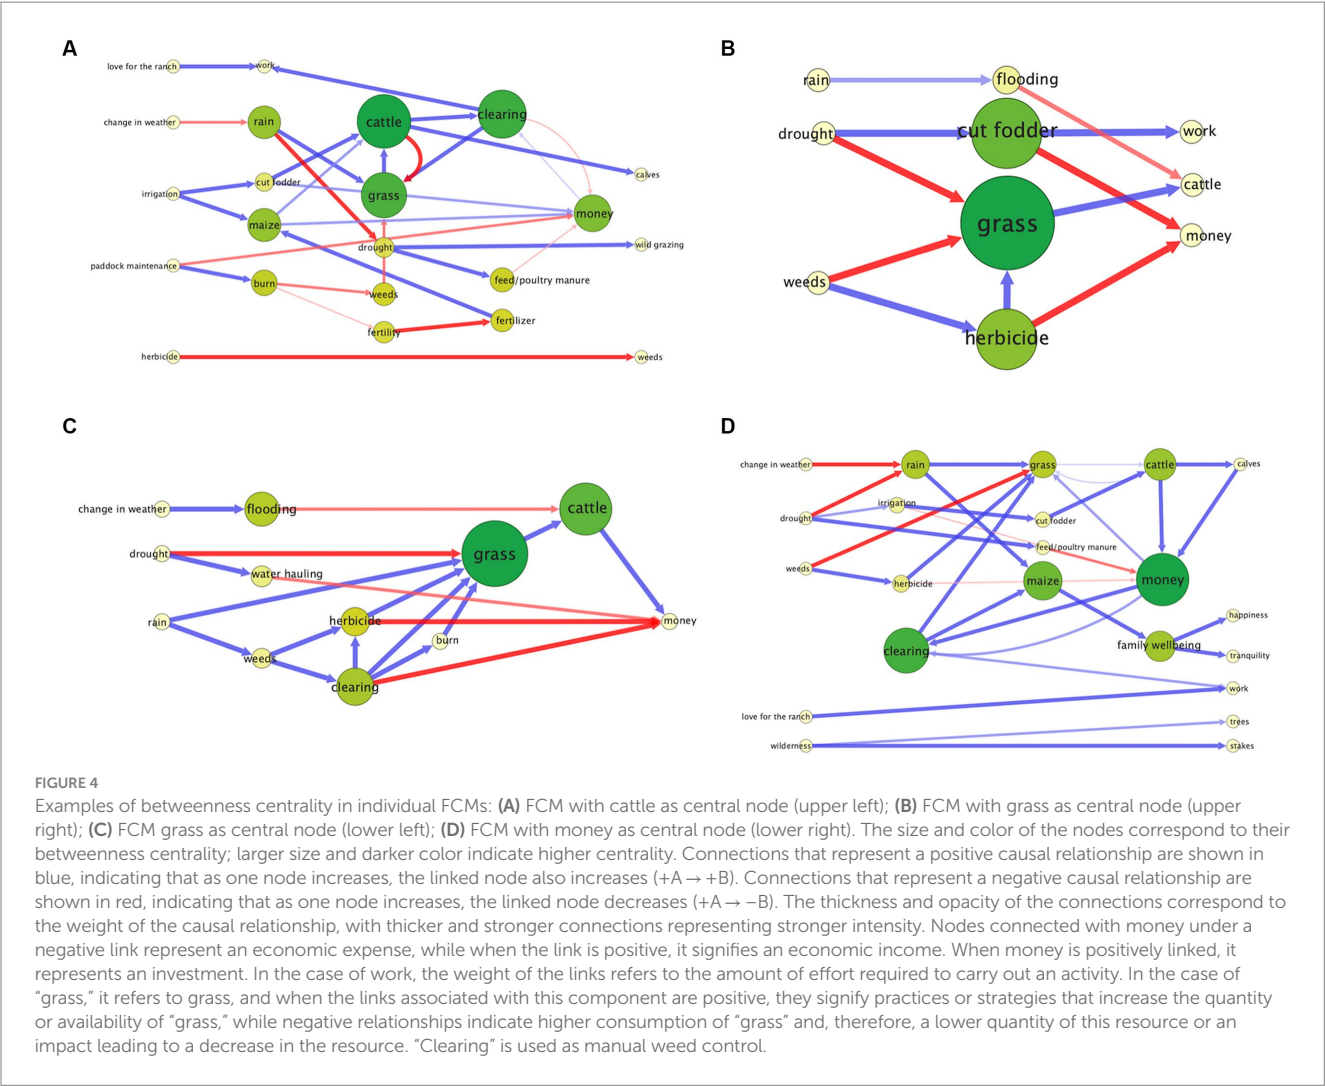 A
love for the ranch
work
change in weather
rain
cattle
clearing
calves
cut fodder
irrigation
grass
maize
money
drought
wild grazing
paddock maintenance
burn
weeds
feed/poultry manure
fertility
fertilizer
herbicide
weeds
B
rain
flooding
drought
cut fodder
work
cattle
grass
money
weeds
herbicide
C
change in weather
flooding
cattle
drought
grass
water hauling
rain
herbicide
money
burn
weeds
clearing
D
change in weather
rain
grass
cattle
calves
irrigation
drought
cut fodder
feed/poultry manure
weeds
herbicide
maize
money
happiness
clearing
family wellbeing
tranquility
work
love for the ranch
trees
wilderness
stakes
FIGURE 4
Examples of betweenness centrality in individual FCMs: (A) FCM with cattle as central node (upper left); (B) FCM with grass as central node (upper
right); (C) FCM grass as central node (lower left); (D) FCM with money as central node (lower right). The size and color of the nodes correspond to their
betweenness centrality; larger size and darker color indicate higher centrality. Connections that represent a positive causal relationship are shown in
blue, indicating that as one node increases, the linked node also increases (+A → +B). Connections that represent a negative causal relationship are
shown in red, indicating that as one node increases, the linked node decreases (+A → −B). The thickness and opacity of the connections correspond to
the weight of the causal relationship, with thicker and stronger connections representing stronger intensity. Nodes connected with money under a
negative link represent an economic expense, while when the link is positive, it signifies an economic income. When money is positively linked, it
represents an investment. In the case of work, the weight of the links refers to the amount of effort required to carry out an activity. In the case of
“grass,” it refers to grass, and when the links associated with this component are positive, they signify practices or strategies that increase the quantity
or availability of “grass,” while negative relationships indicate higher consumption of “grass” and, therefore, a lower quantity of this resource or an
impact leading to a decrease in the resource. “Clearing” is used as manual weed control.